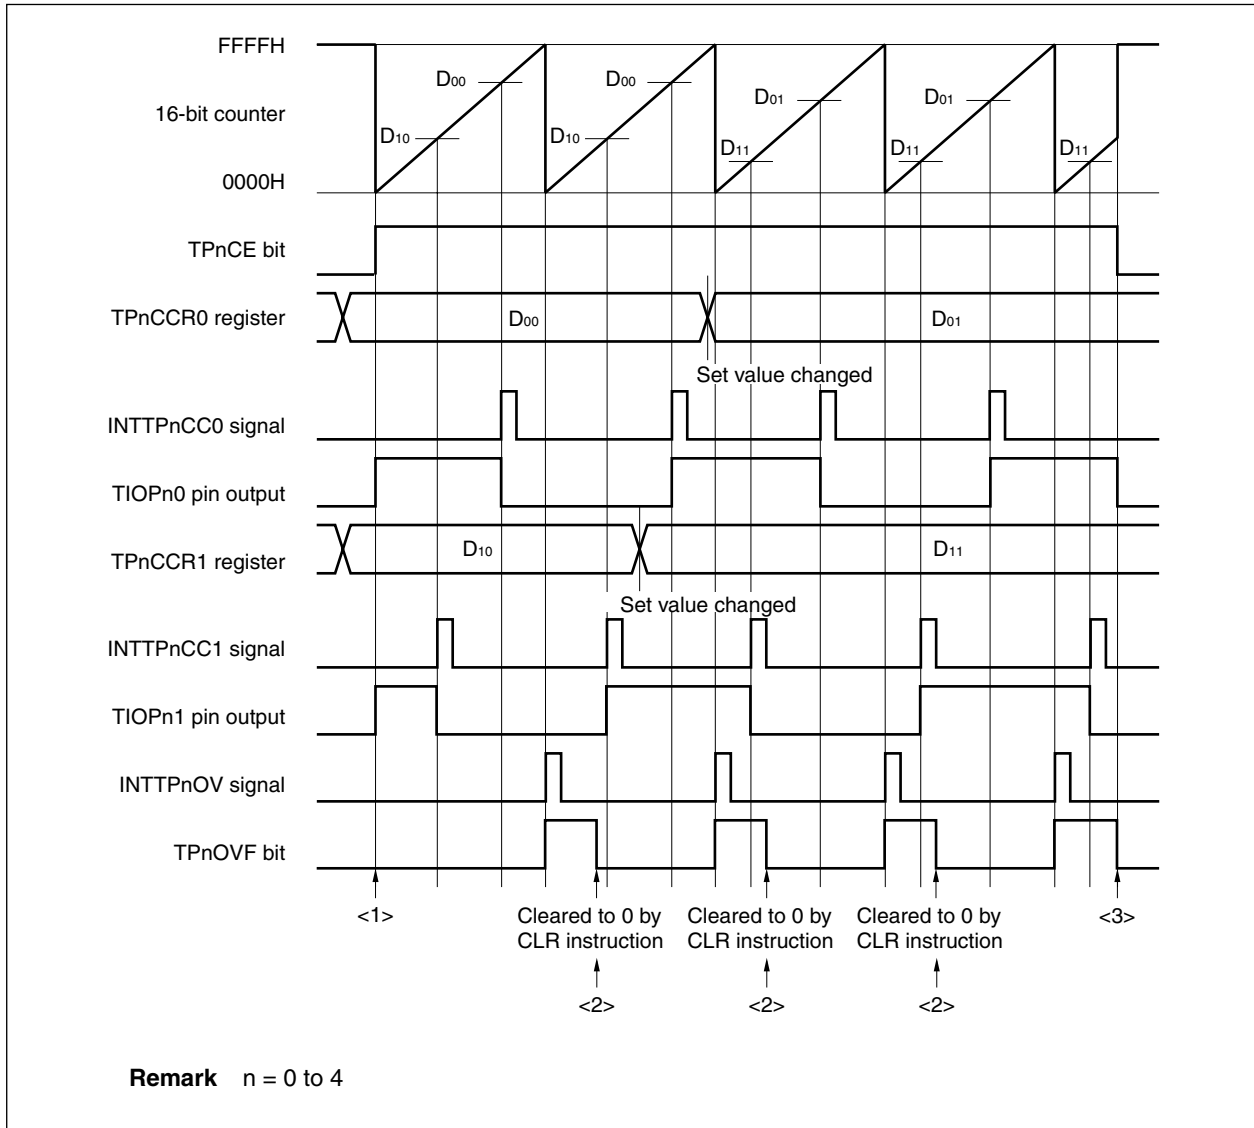 FFFFH
D00 D00 D01 D01
16-bit counter
D10 D10 D11 D11 D11
0000H
TPnCE bit
TPnCCR0 register D00 D01
Set value changed
INTTPnCC0 signal
TIOPn0 pin output
TPnCCR1 register D10 D11
Set value changed
INTTPnCC1 signal
TIOPn1 pin output
INTTPnOV signal
TPnOVF bit
<1> Cleared to 0 by Cleared to 0 by Cleared to 0 by <3>
CLR instruction CLR instruction CLR instruction
<2> <2> <2>
Remark n = 0 to 4